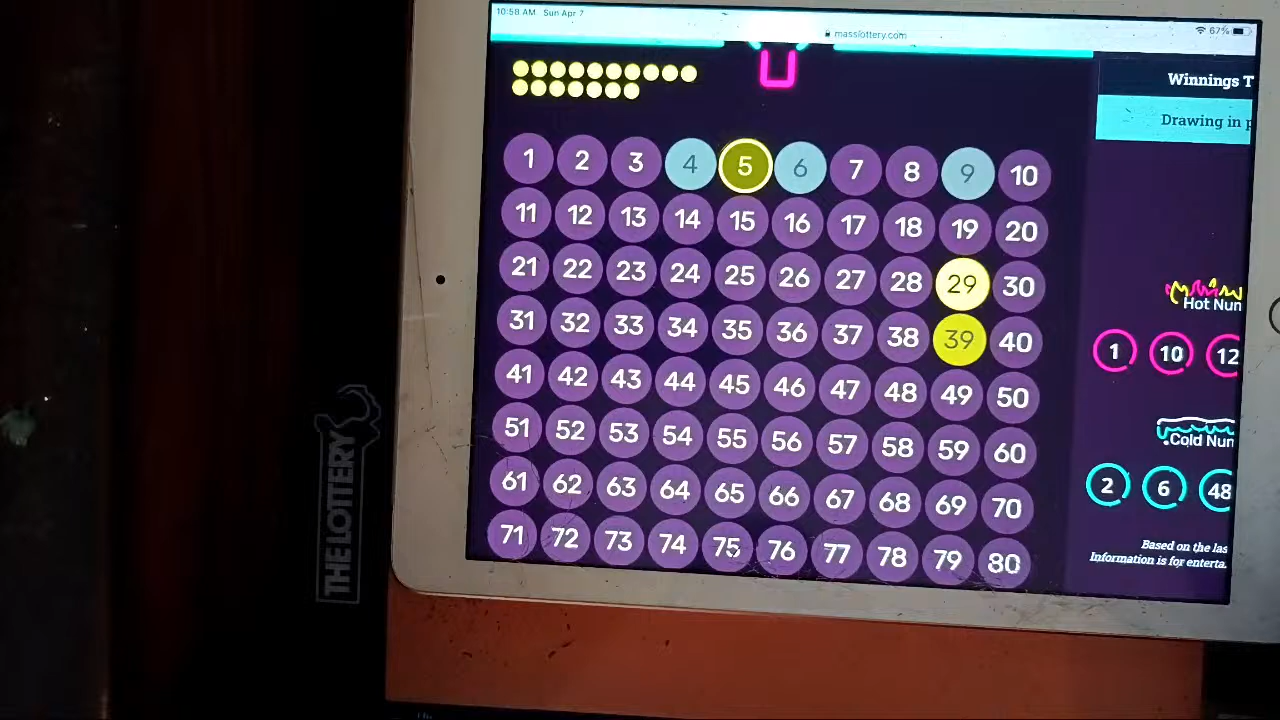 10:58 AM Sun Apr 7
masslottery.com
67%
Winnings T
Drawing in p
1 2 3 4 5 6 7 8 9 10
11 12 13 14 15 16 17 18 19 20
21 22 23 24 25 26 27 28 29 30
31 32 33 34 35 36 37 38 39 40
41 42 43 44 45 46 47 48 49 50
51 52 53 54 55 56 57 58 59 60
61 62 63 64 65 66 67 68 69 70
71 72 73 74 75 76 77 78 79 80
Hot Num
1 10 12
Cold Num
2 6 48
Based on the las
Information is for enterta
THE LOTTERY